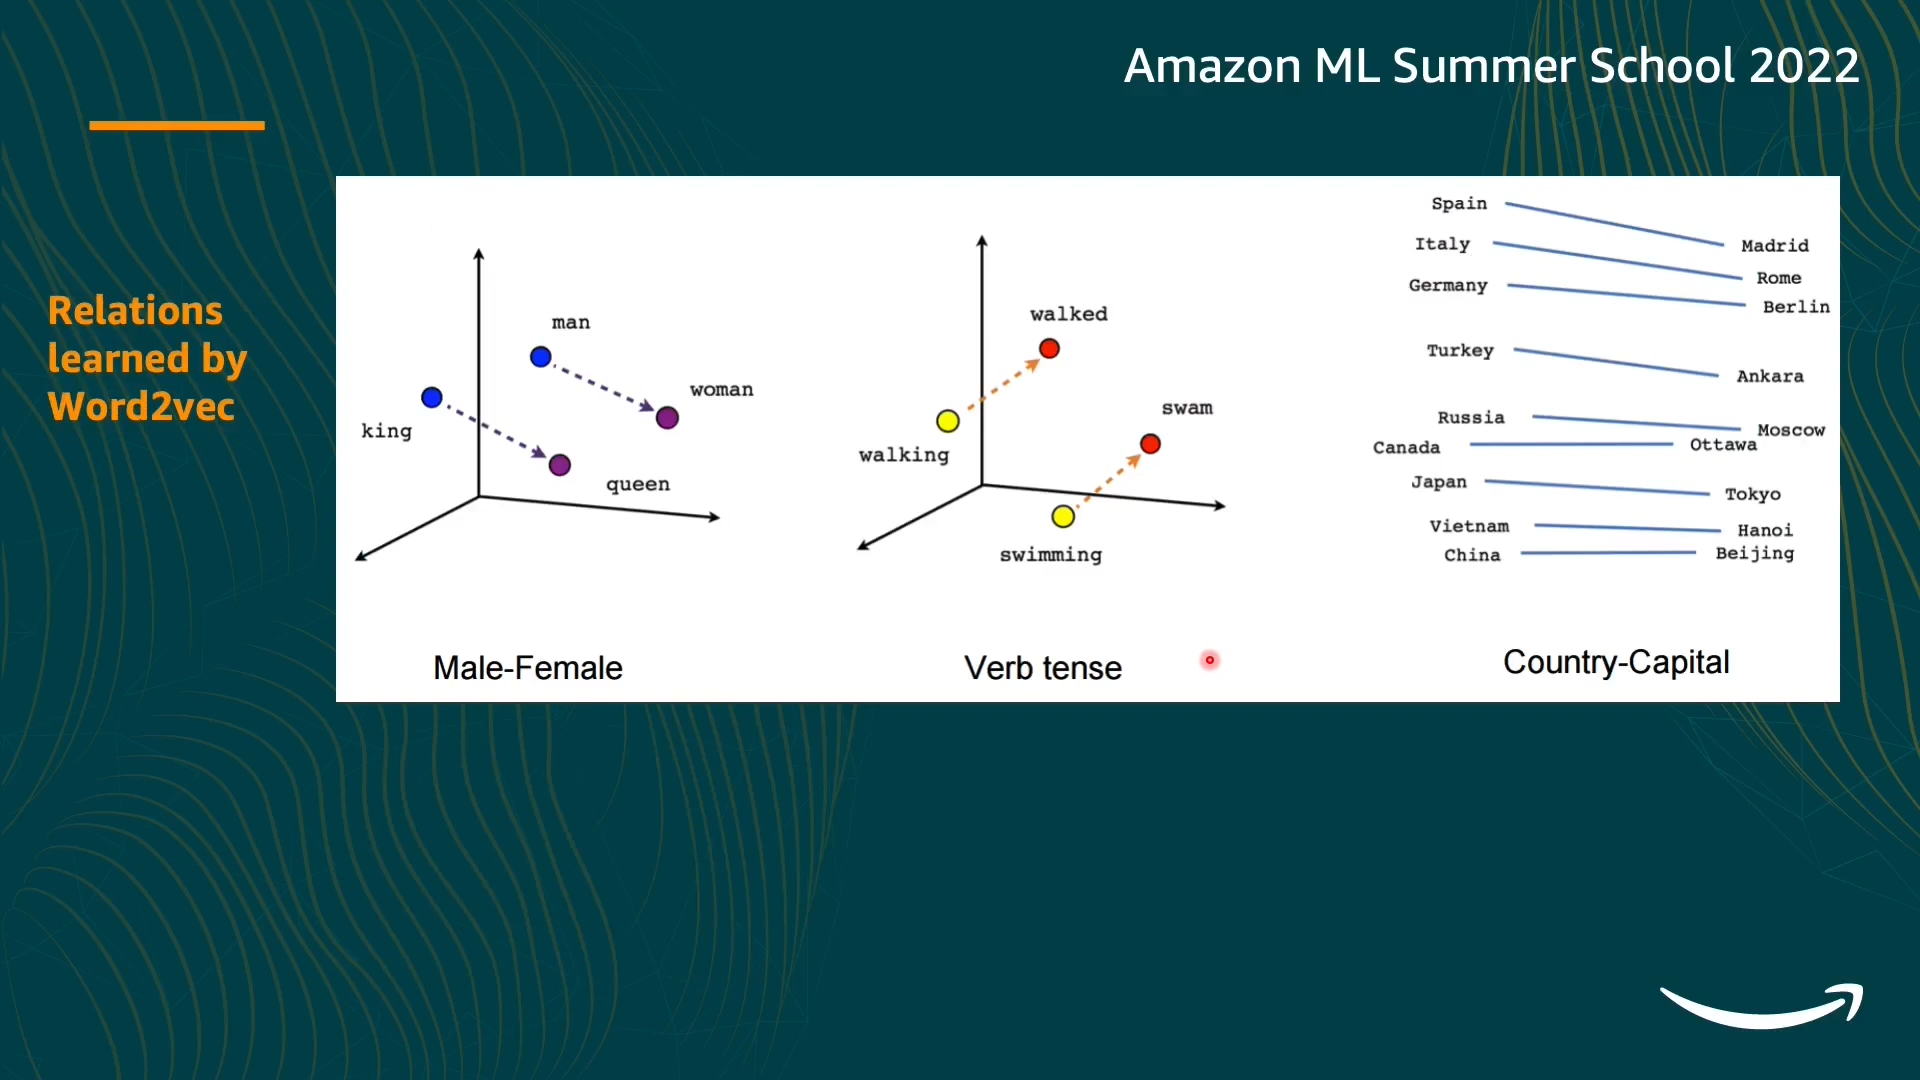 Amazon ML Summer School 2022
Relations
learned by
Word2vec
man
woman
king
queen
Male-Female
walked
swam
walking
swimming
Verb tense
Spain Madrid
Italy Rome
Germany Berlin
Turkey Ankara
Russia Moscow
Canada Ottawa
Japan Tokyo
Vietnam Hanoi
China Beijing
Country-Capital